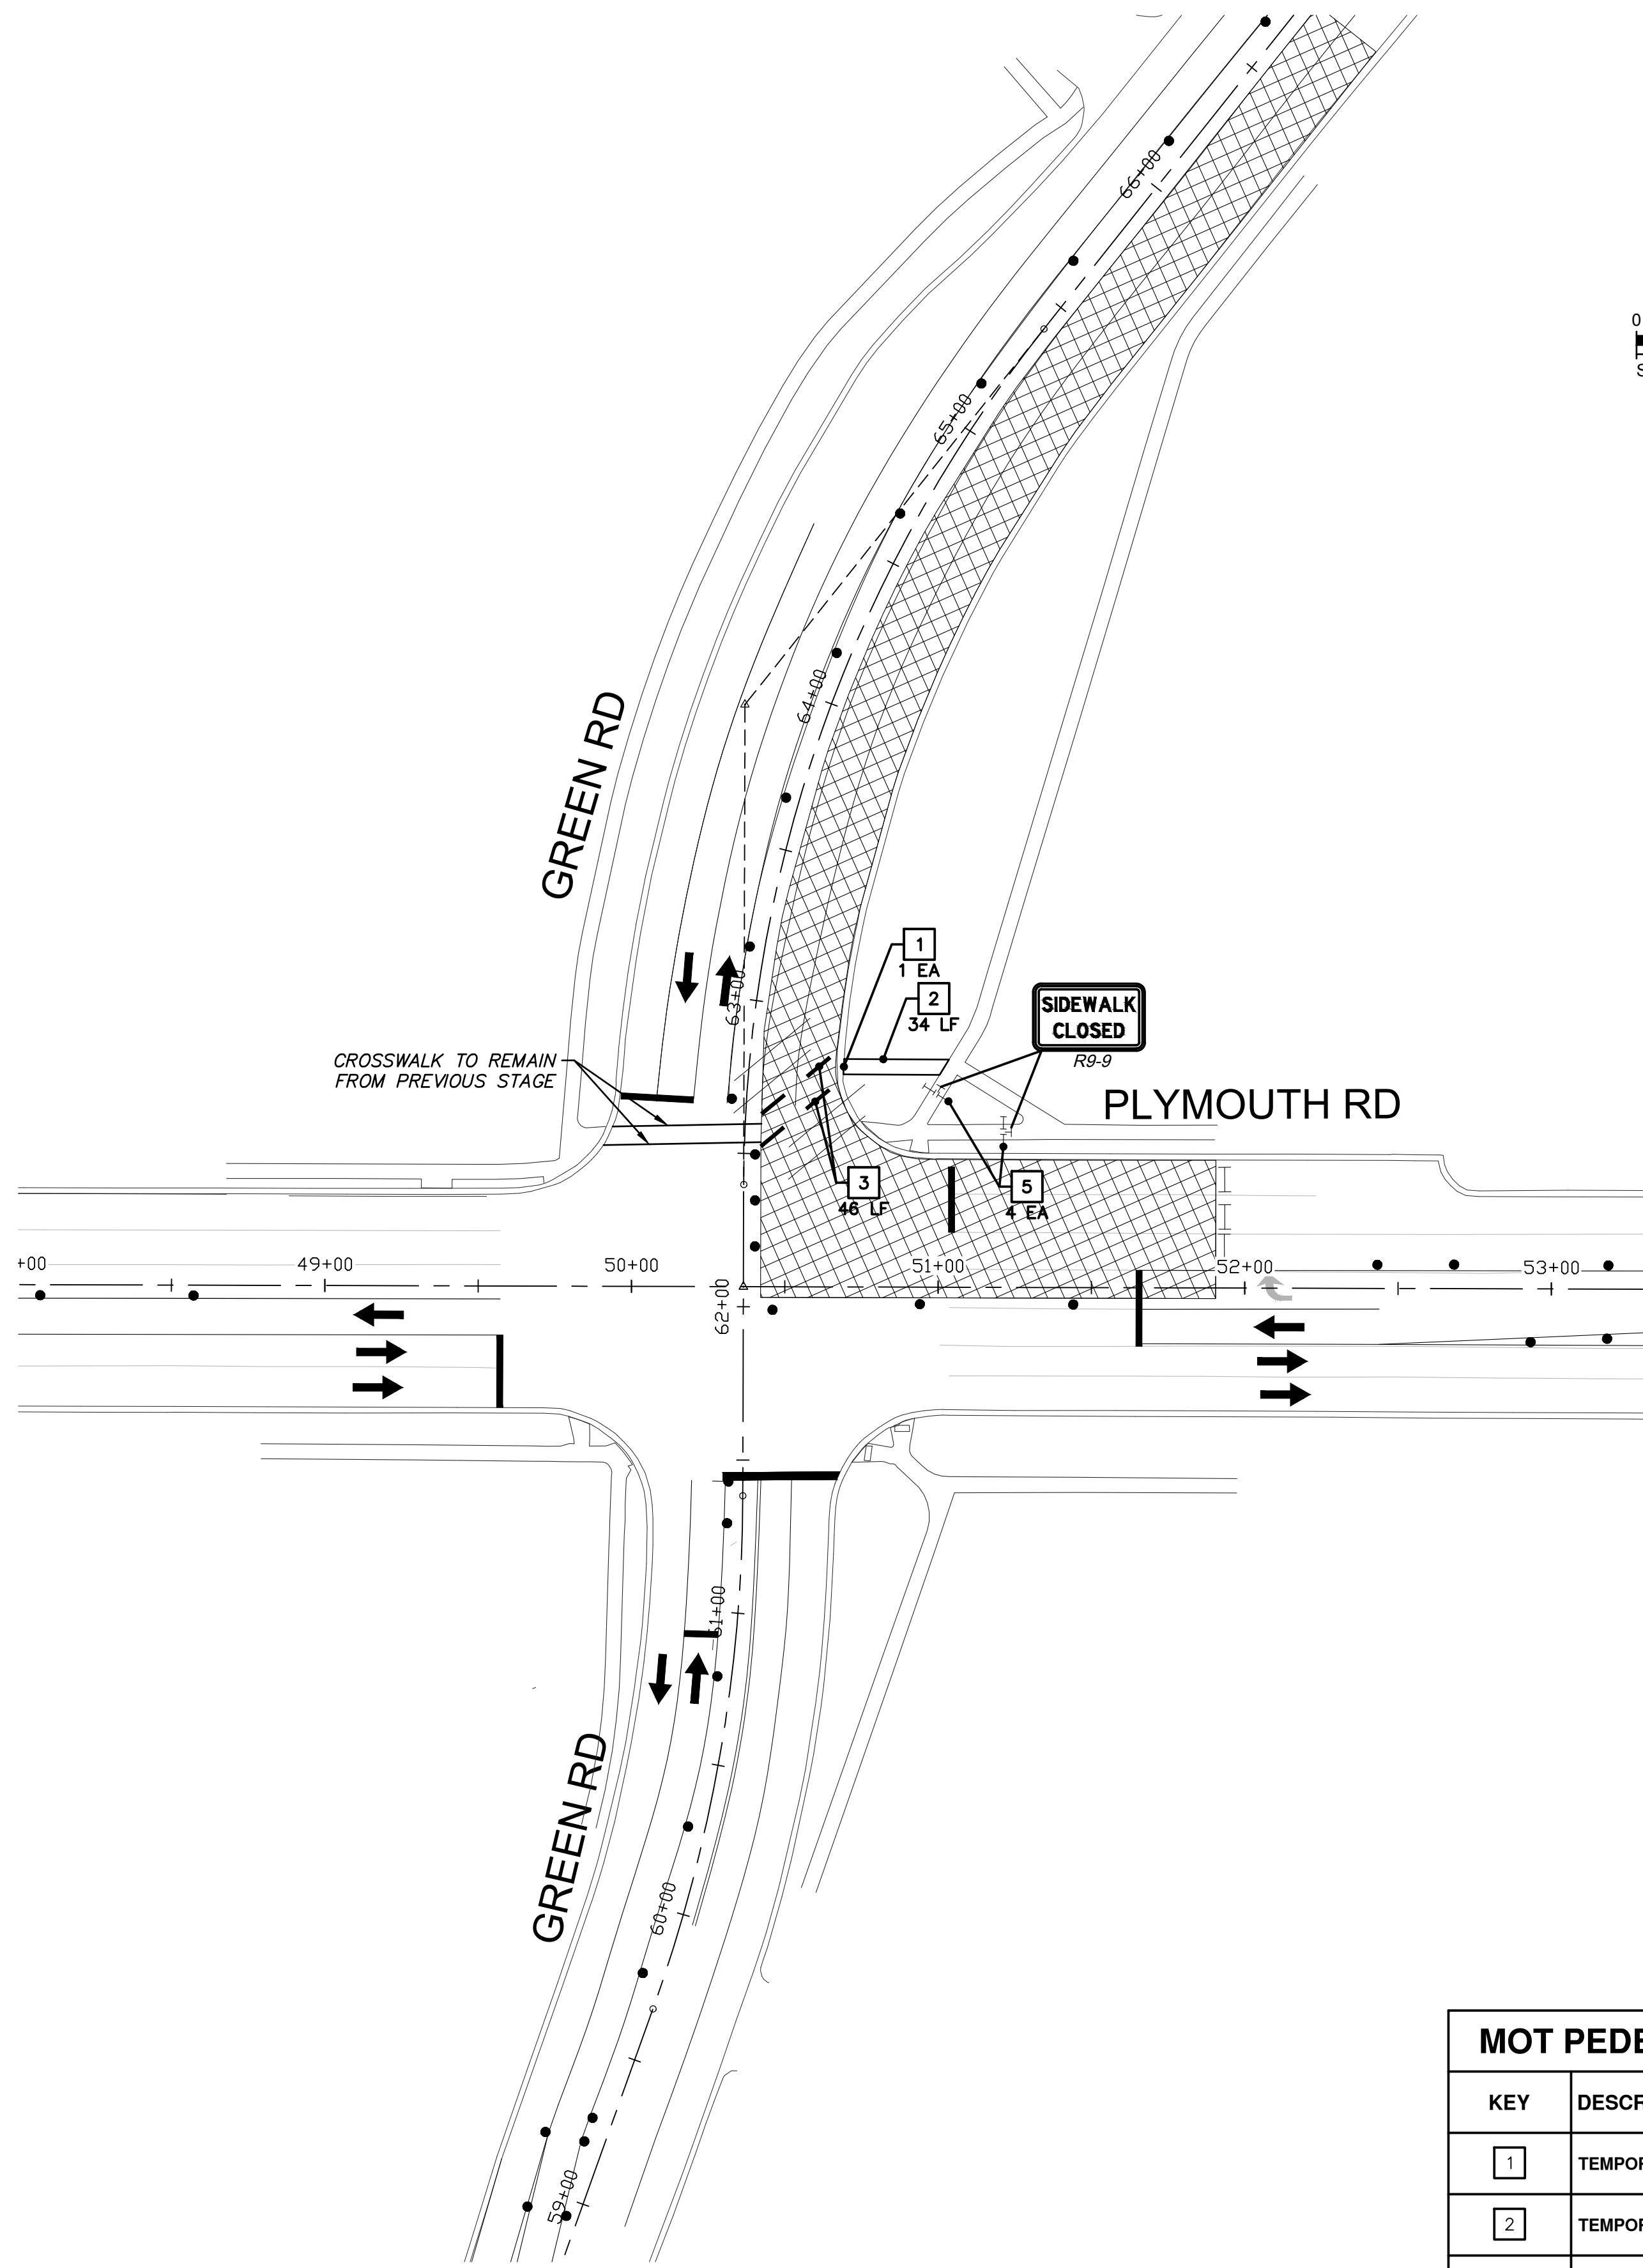 66+00
0
65+00
GREEN RD
64+00
63+00
1
1 EA
2
34 LF
SIDEWALK
CLOSED
R9-9
CROSSWALK TO REMAIN
FROM PREVIOUS STAGE
PLYMOUTH RD
3
46 LF
5
4 EA
+00
49+00
50+00
51+00
52+00
53+00
62+00
61+00
GREEN RD
60+00
59+00
MOT PEDE
KEY
DESCR
1
TEMPOR
2
TEMPOR